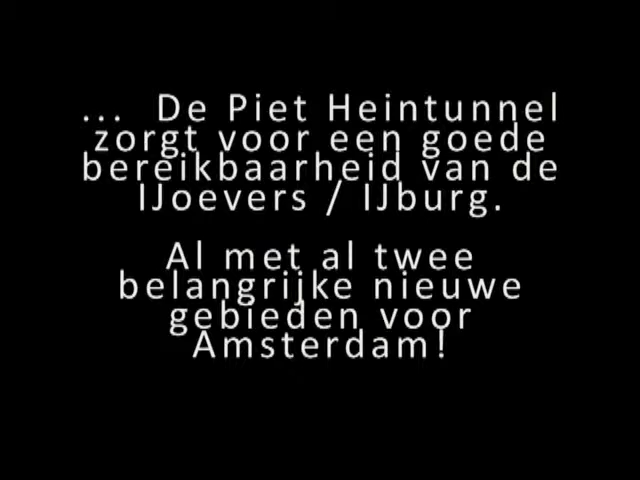 ... De Piet Heintunnel
zorgt voor een goede
bereikbaarheid van de
IJoevers / IJburg.
Al met al twee
belangrijke nieuwe
gebieden voor
Amsterdam!